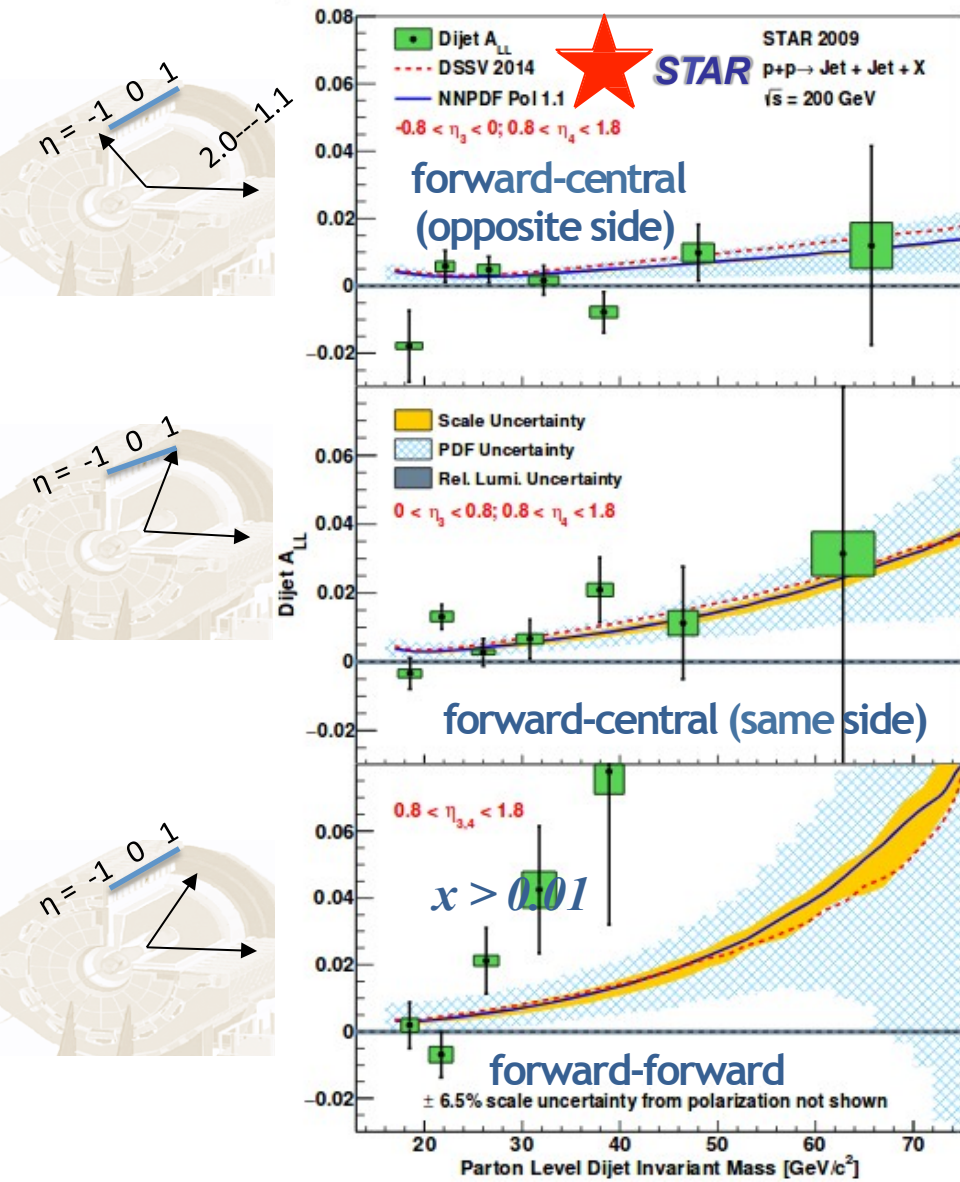 η = -1 0 1
2.0---1.1
0.08
0.06
0.04
0.02
0
−0.02
Dijet A_LL
DSSV 2014
NNPDF Pol 1.1
STAR
STAR 2009
p+p→ Jet + Jet + X
√s = 200 GeV
-0.8 < η_3 < 0; 0.8 < η_4 < 1.8
forward-central
(opposite side)
η = -1 0 1
Dijet A_LL
0.06
0.04
0.02
0
−0.02
Scale Uncertainty
PDF Uncertainty
Rel. Lumi. Uncertainty
0 < η_3 < 0.8; 0.8 < η_4 < 1.8
forward-central (same side)
η = -1 0 1
0.06
0.04
0.02
0
−0.02
0.8 < η_3,4 < 1.8
x > 0.01
forward-forward
± 6.5% scale uncertainty from polarization not shown
20 30 40 50 60 70
Parton Level Dijet Invariant Mass [GeV/c²]